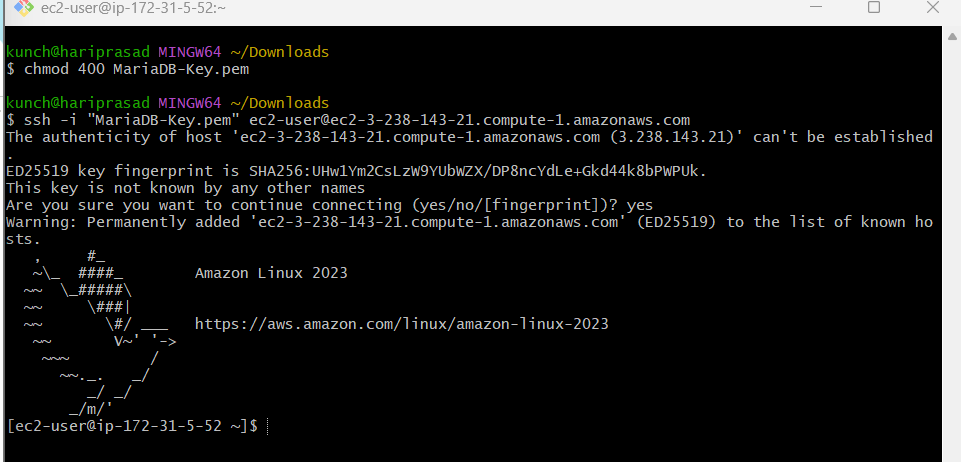 ec2-user@ip-172-31-5-52:~
kunch@hariprasad MINGW64 ~/Downloads
$ chmod 400 MariaDB-Key.pem
kunch@hariprasad MINGW64 ~/Downloads
$ ssh -i "MariaDB-Key.pem" ec2-user@ec2-3-238-143-21.compute-1.amazonaws.com
The authenticity of host 'ec2-3-238-143-21.compute-1.amazonaws.com (3.238.143.21)' can't be established
.
ED25519 key fingerprint is SHA256:UHw1Ym2CsLzW9YUbWZX/DP8ncYdLe+Gkd44k8bPWPUk.
This key is not known by any other names
Are you sure you want to continue connecting (yes/no/[fingerprint])? yes
Warning: Permanently added 'ec2-3-238-143-21.compute-1.amazonaws.com' (ED25519) to the list of known ho
sts.
   ,     #_
   ~\_  ####_        Amazon Linux 2023
  ~~  \_#####\
  ~~     \###|
  ~~       \#/ ___   https://aws.amazon.com/linux/amazon-linux-2023
   ~~       V~' '->
    ~~~         /
      ~~._.   _/
         _/ _/
       _/m/'
[ec2-user@ip-172-31-5-52 ~]$